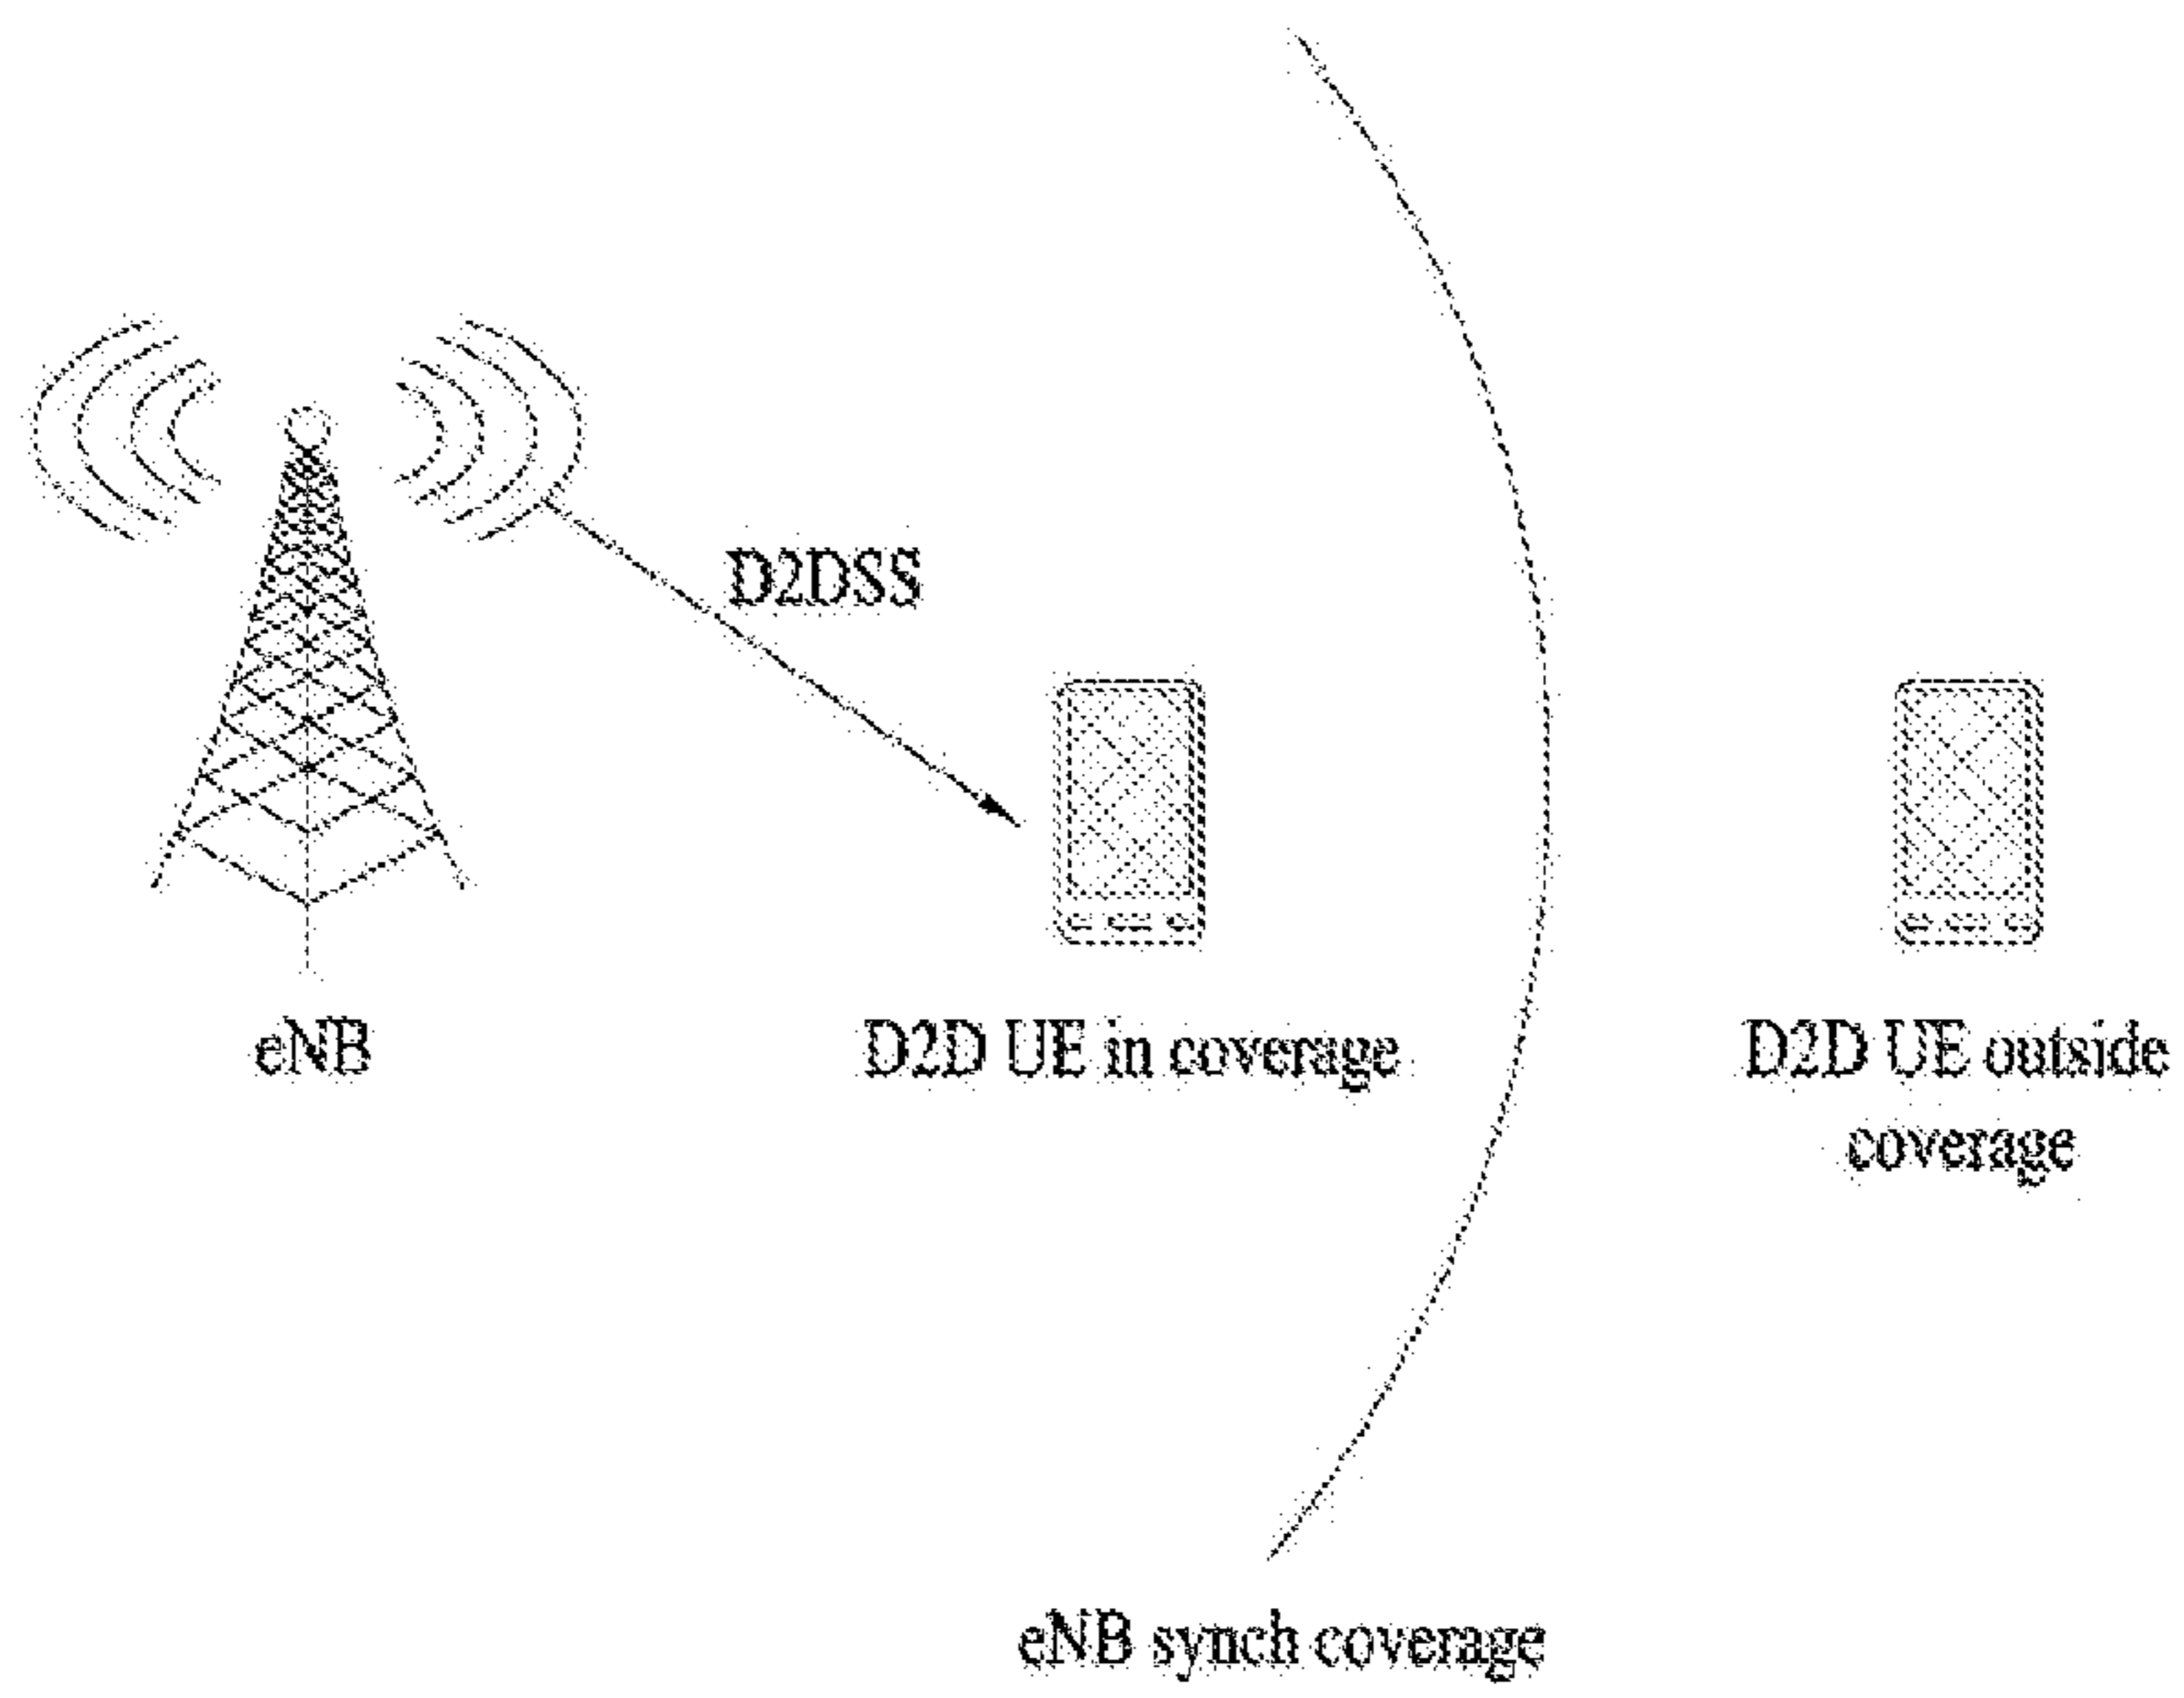 D2DSS
eNB
D2D UE in coverage
D2D UE outside
coverage
eNB synch coverage